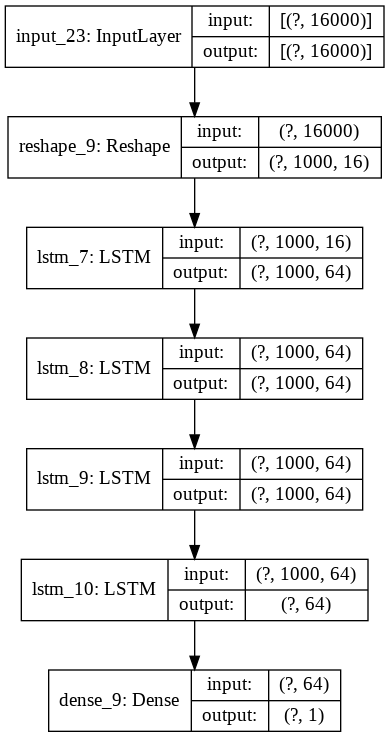 input_23: InputLayer
input: [(?, 16000)]
output: [(?, 16000)]
reshape_9: Reshape
input: (?, 16000)
output: (?, 1000, 16)
lstm_7: LSTM
input: (?, 1000, 16)
output: (?, 1000, 64)
lstm_8: LSTM
input: (?, 1000, 64)
output: (?, 1000, 64)
lstm_9: LSTM
input: (?, 1000, 64)
output: (?, 1000, 64)
lstm_10: LSTM
input: (?, 1000, 64)
output: (?, 64)
dense_9: Dense
input: (?, 64)
output: (?, 1)